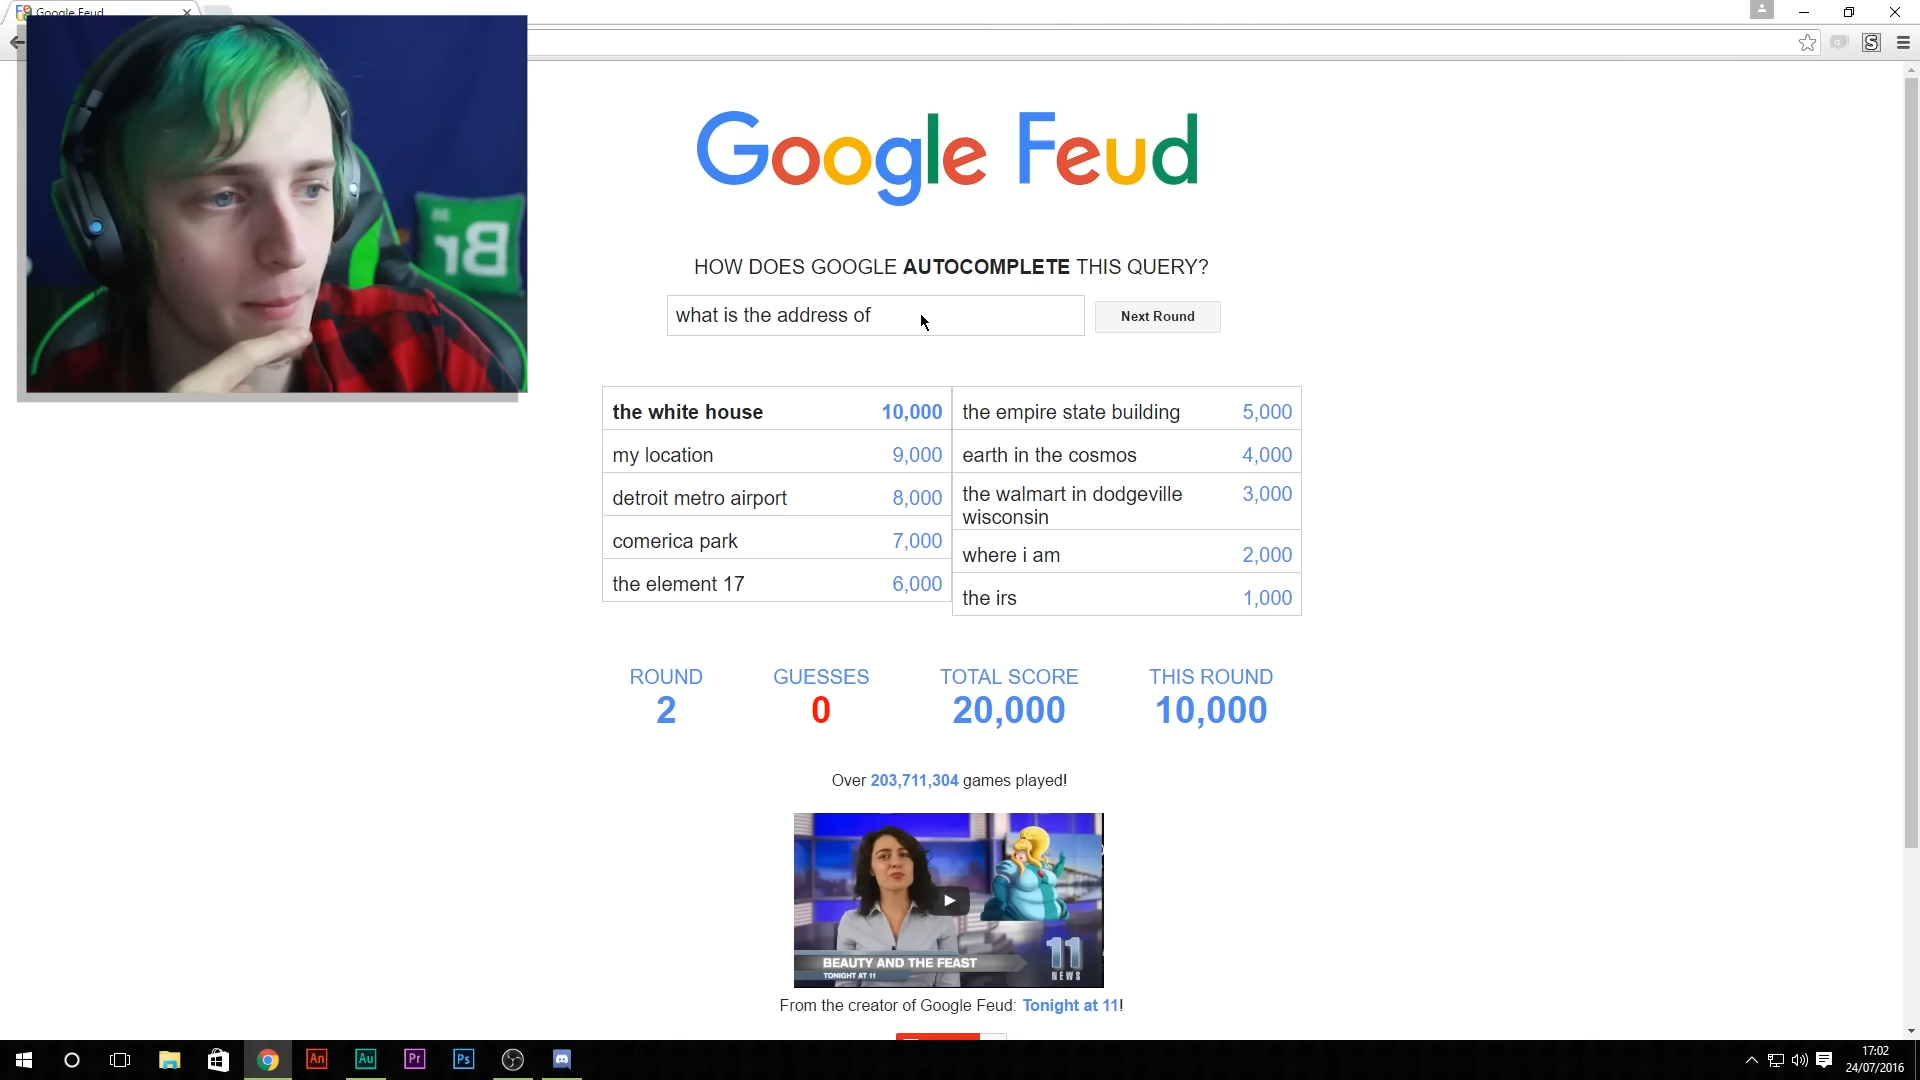 Google Feud
Google Feud
HOW DOES GOOGLE AUTOCOMPLETE THIS QUERY?
what is the address of
Next Round
the white house 10,000
my location 9,000
detroit metro airport 8,000
comerica park 7,000
the element 17 6,000
the empire state building 5,000
earth in the cosmos 4,000
the walmart in dodgeville
wisconsin 3,000
where i am 2,000
the irs 1,000
ROUND
2
GUESSES
0
TOTAL SCORE
20,000
THIS ROUND
10,000
Over 203,711,304 games played!
BEAUTY AND THE FEAST
TONIGHT AT 11
11
NEWS
From the creator of Google Feud: Tonight at 11!
Br
S
An
Au
Pr
Ps
17:02
24/07/2016